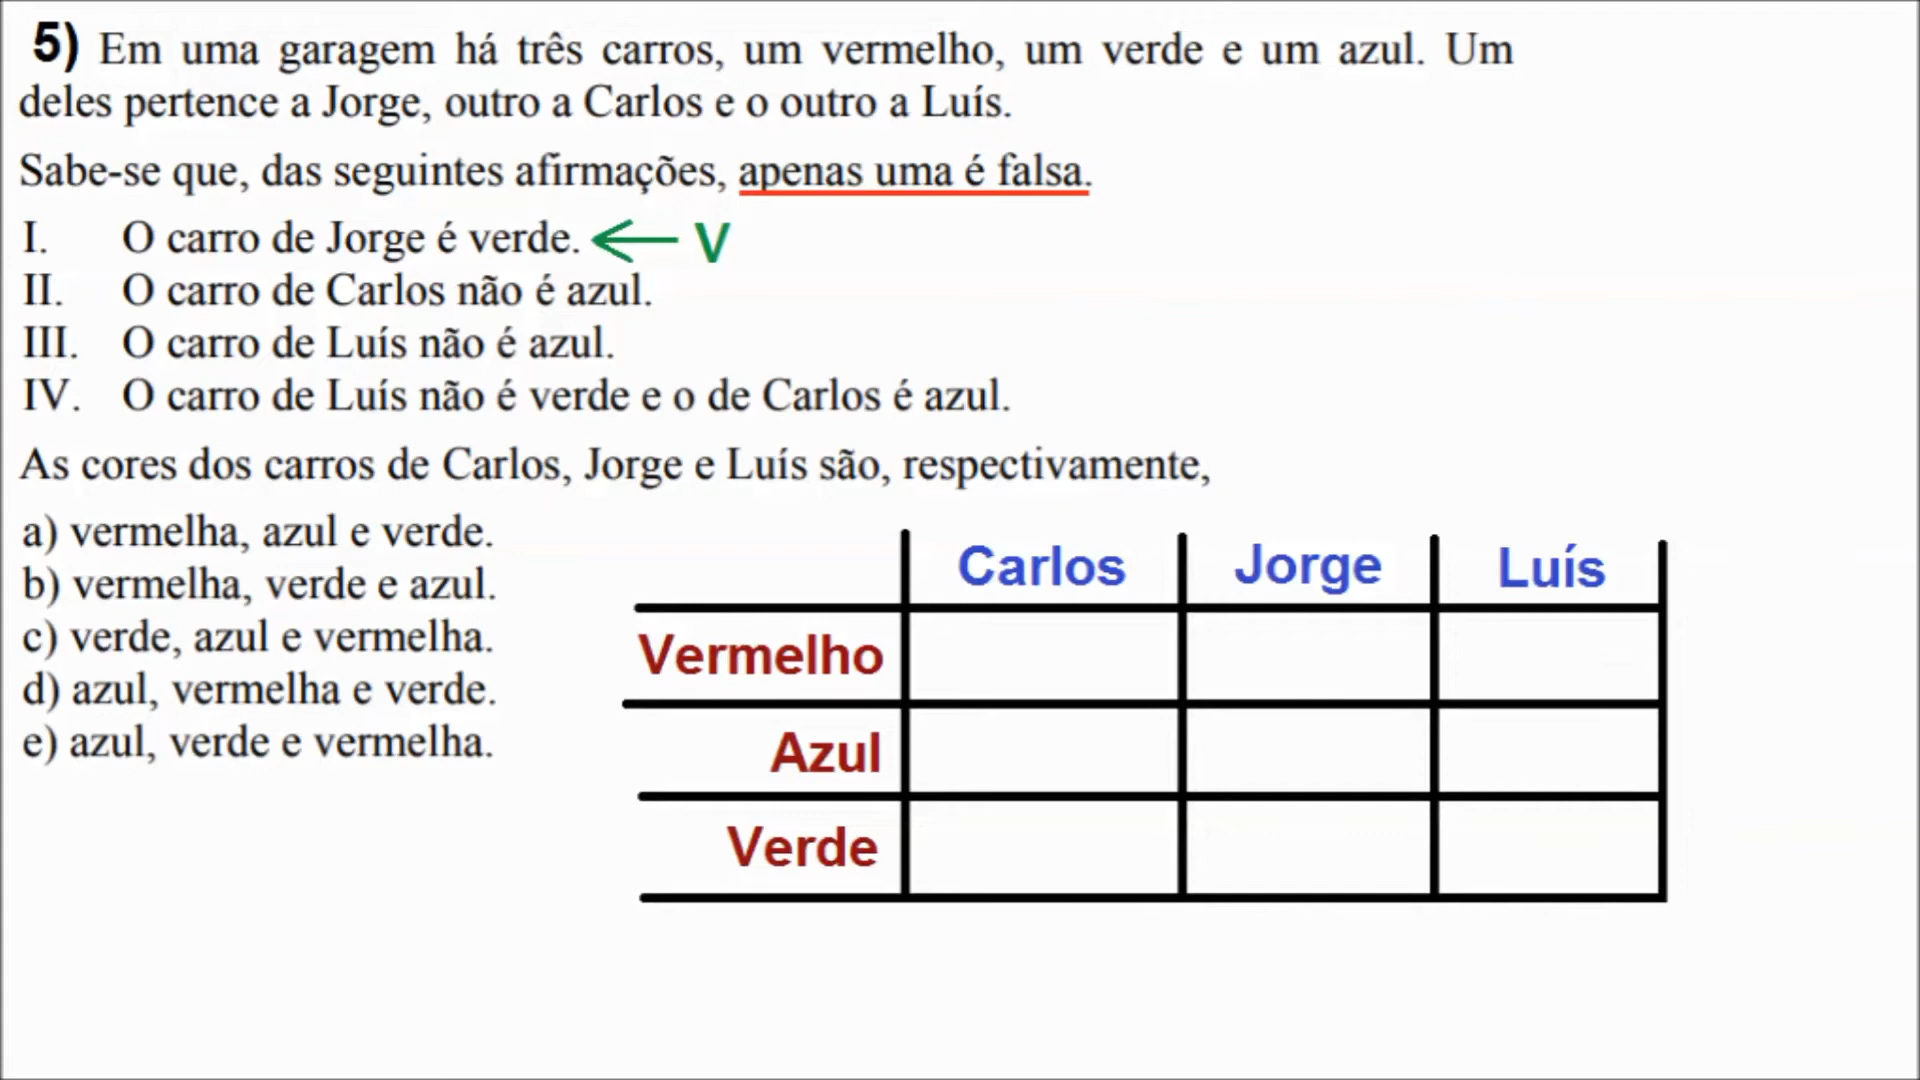 5) Em uma garagem há três carros, um vermelho, um verde e um azul. Um
deles pertence a Jorge, outro a Carlos e o outro a Luís.
Sabe-se que, das seguintes afirmações, apenas uma é falsa.
I. O carro de Jorge é verde. V
II. O carro de Carlos não é azul.
III. O carro de Luís não é azul.
IV. O carro de Luís não é verde e o de Carlos é azul.
As cores dos carros de Carlos, Jorge e Luís são, respectivamente,
a) vermelha, azul e verde.
b) vermelha, verde e azul.
c) verde, azul e vermelha.
d) azul, vermelha e verde.
e) azul, verde e vermelha.
Carlos Jorge Luís
Vermelho
Azul
Verde